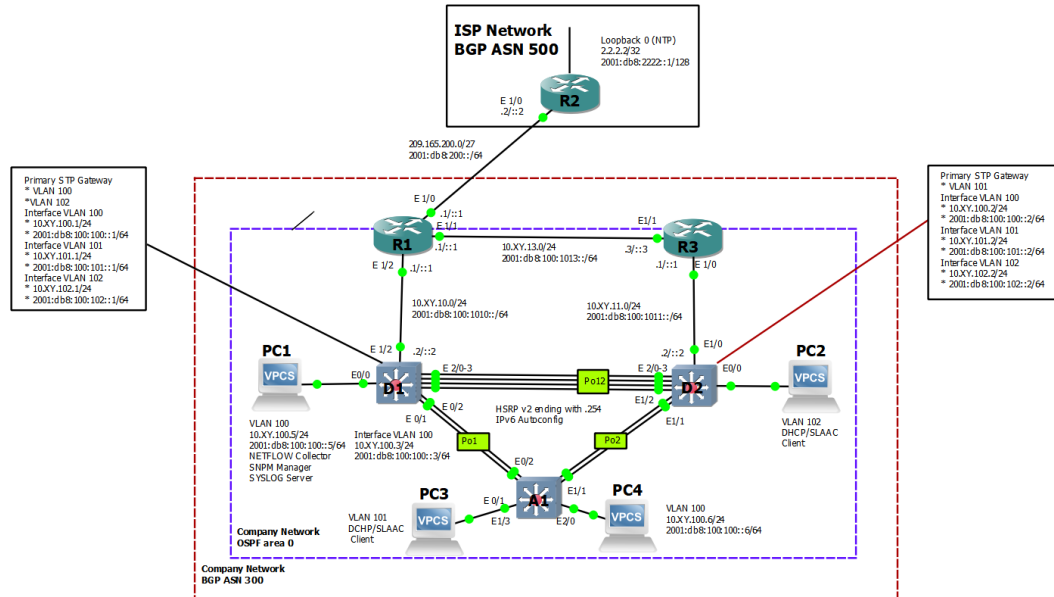 ISP Network
BGP ASN 500
Loopback 0 (NTP)
2.2.2.2/32
2001:db8:2222::1/128
R2
E 1/0
.2/::2
209.165.200.0/27
2001:db8:200::/64
Primary STP Gateway
* VLAN 100
*VLAN 102
Interface VLAN 100
* 10.XY.100.1/24
* 2001:db8:100:100::1/64
Interface VLAN 101
* 10.XY.101.1/24
* 2001:db8:100:101::1/64
Interface VLAN 102
* 10.XY.102.1/24
* 2001:db8:100:102::1/64
Primary STP Gateway
* VLAN 101
Interface VLAN 100
* 10.XY.100.2/24
* 2001:db8:100:100::2/64
Interface VLAN 101
* 10.XY.101.2/24
* 2001:db8:100:101::2/64
Interface VLAN 102
* 10.XY.102.2/24
* 2001:db8:100:102::2/64
E 1/0
.1/::1
E 1/1
.1/::1
R1
E 1/2
.1/::1
10.XY.13.0/24
2001:db8:100:1013::/64
E1/1
.3/::3
R3
.1/::1
E 1/0
10.XY.10.0/24
2001:db8:100:1010::/64
10.XY.11.0/24
2001:db8:100:1011::/64
E 1/2
.2/::2
E1/0
.2/::2
PC1
VPCS
E0/0
D1
E 2/0-3
Po12
E 2/0-3
D2
E0/0
PC2
VPCS
E 0/2
E 0/1
HSRP v2 ending with .254
IPv6 Autoconfig
E1/2
E1/1
VLAN 100
10.XY.100.5/24
2001:db8:100:100::5/64
NETFLOW Collector
SNPM Manager
SYSLOG Server
Interface VLAN 100
10.XY.100.3/24
2001:db8:100:100::3/64
VLAN 102
DHCP/SLAAC
Client
Po1
Po2
E0/2
E1/1
A1
PC3
VPCS
E 0/1
E1/3
E2/0
PC4
VPCS
VLAN 101
DCHP/SLAAC
Client
VLAN 100
10.XY.100.6/24
2001:db8:100:100::6/64
Company Network
OSPF area 0
Company Network
BGP ASN 300